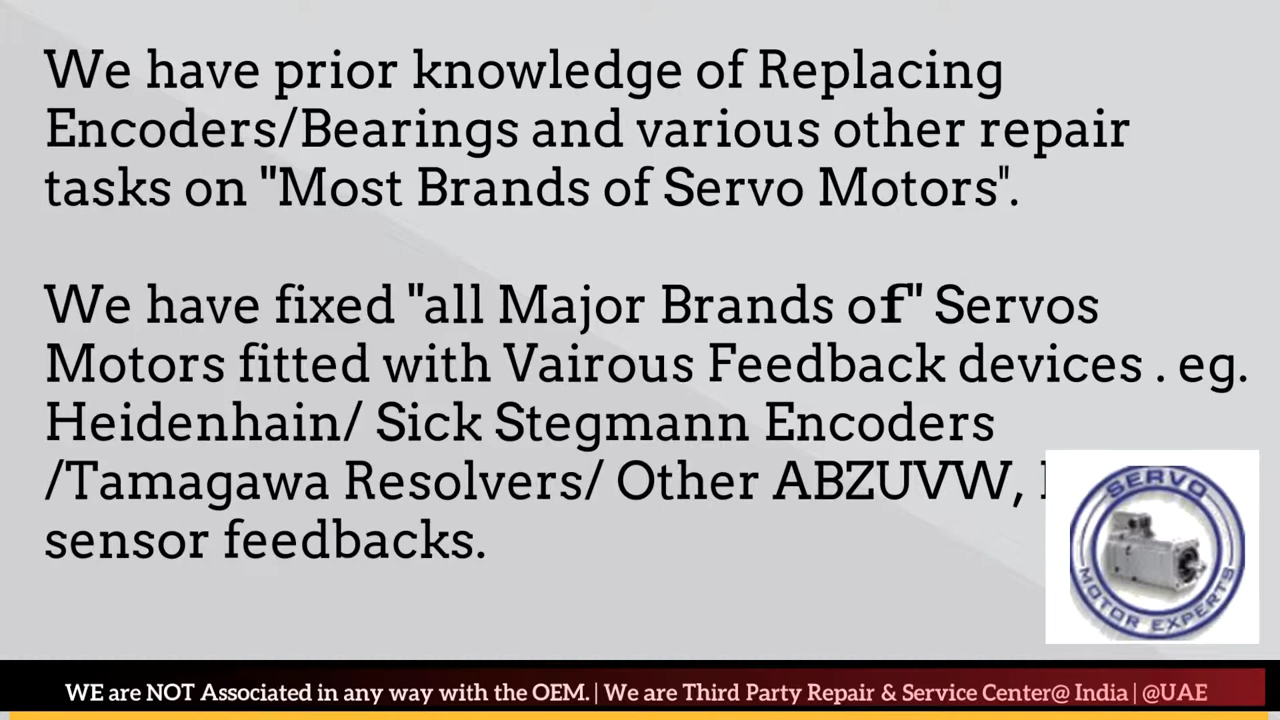 We have prior knowledge of Replacing
Encoders/Bearings and various other repair
tasks on "Most Brands of Servo Motors".
We have fixed "all Major Brands of" Servos
Motors fitted with Vairous Feedback devices . eg.
Heidenhain/ Sick Stegmann Encoders
/Tamagawa Resolvers/ Other ABZUVW,
sensor feedbacks.
SERVO
MOTOR EXPERTS
WE are NOT Associated in any way with the OEM. | We are Third Party Repair & Service Center@ India | @UAE